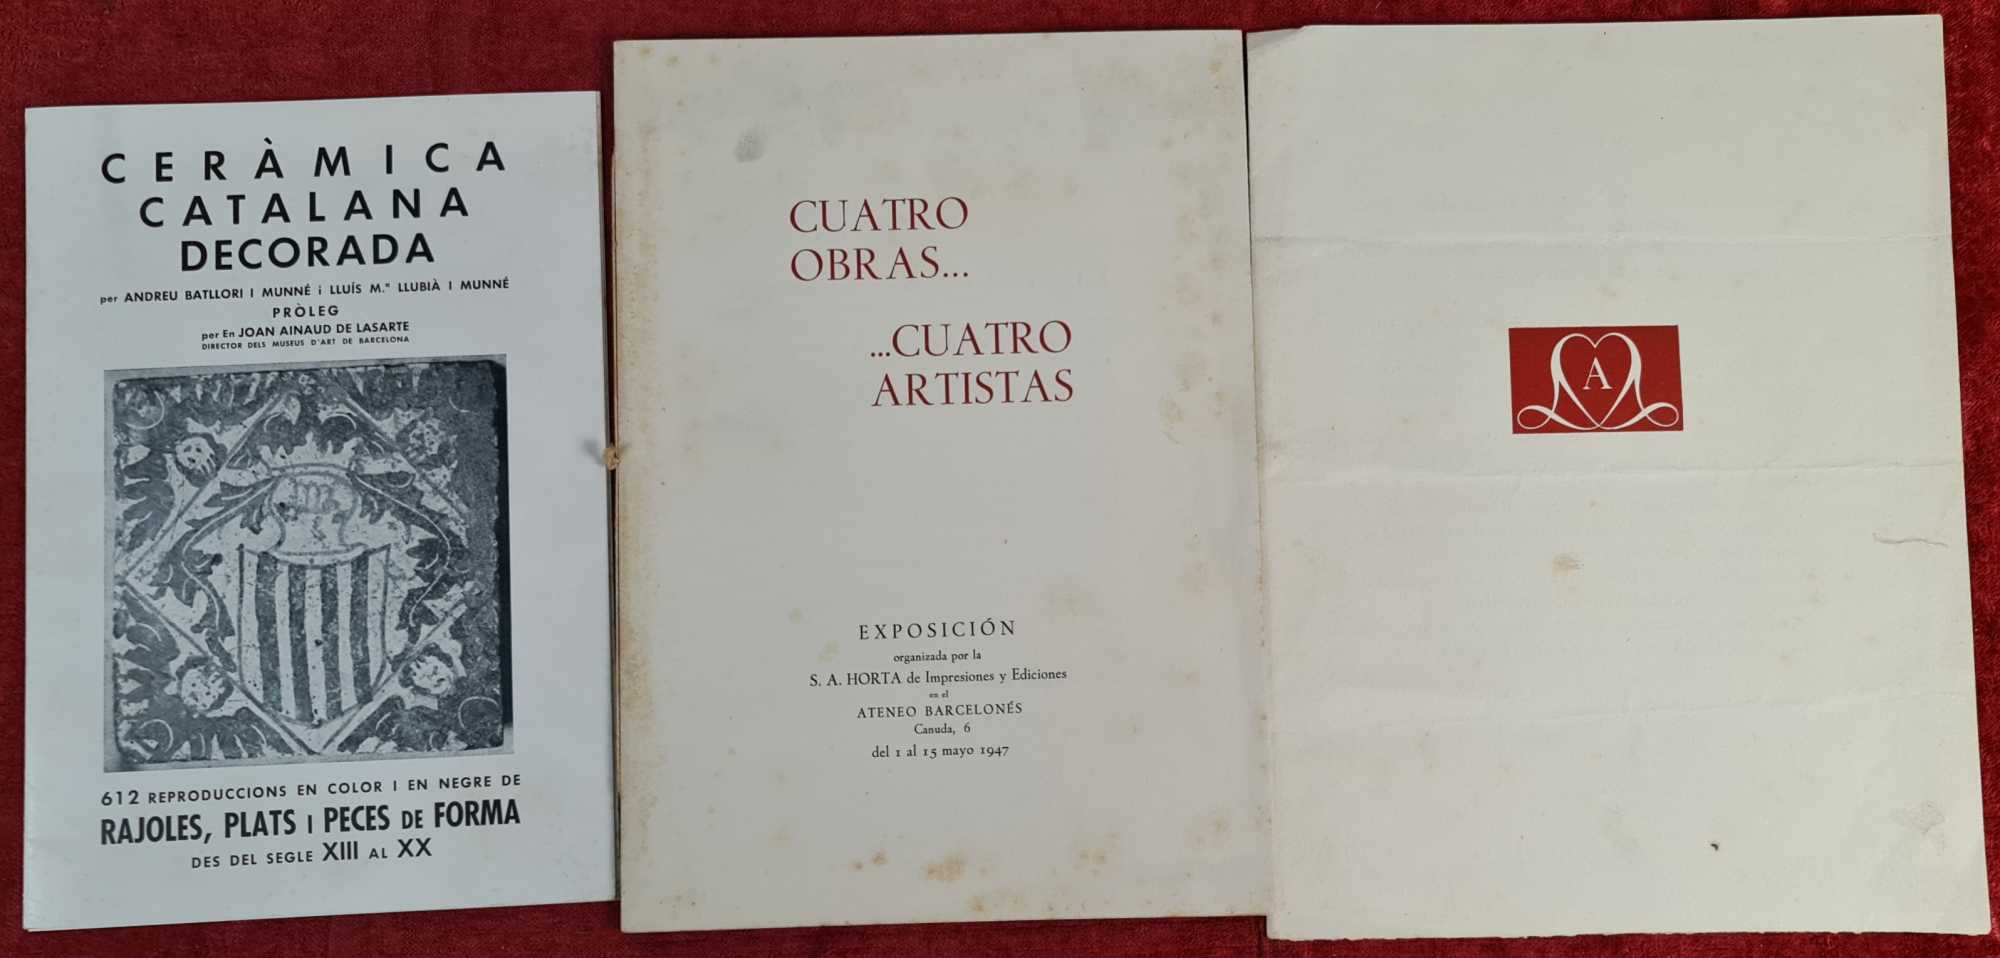 CERÀMICA
CATALANA
DECORADA
per ANDREU BATLLORI I MUNNÉ i LLUÍS M.ª LLUBIÀ I MUNNÉ
PRÒLEG
per En JOAN AINAUD DE LASARTE
DIRECTOR DELS MUSEUS D'ART DE BARCELONA
612 REPRODUCCIONS EN COLOR I EN NEGRE DE
RAJOLES, PLATS I PECES DE FORMA
DES DEL SEGLE XIII AL XX
CUATRO
OBRAS...
...CUATRO
ARTISTAS
EXPOSICIÓN
organizada por la
S. A. HORTA de Impresiones y Ediciones
en el
ATENEO BARCELONÉS
Canuda, 6
del 1 al 15 mayo 1947
A